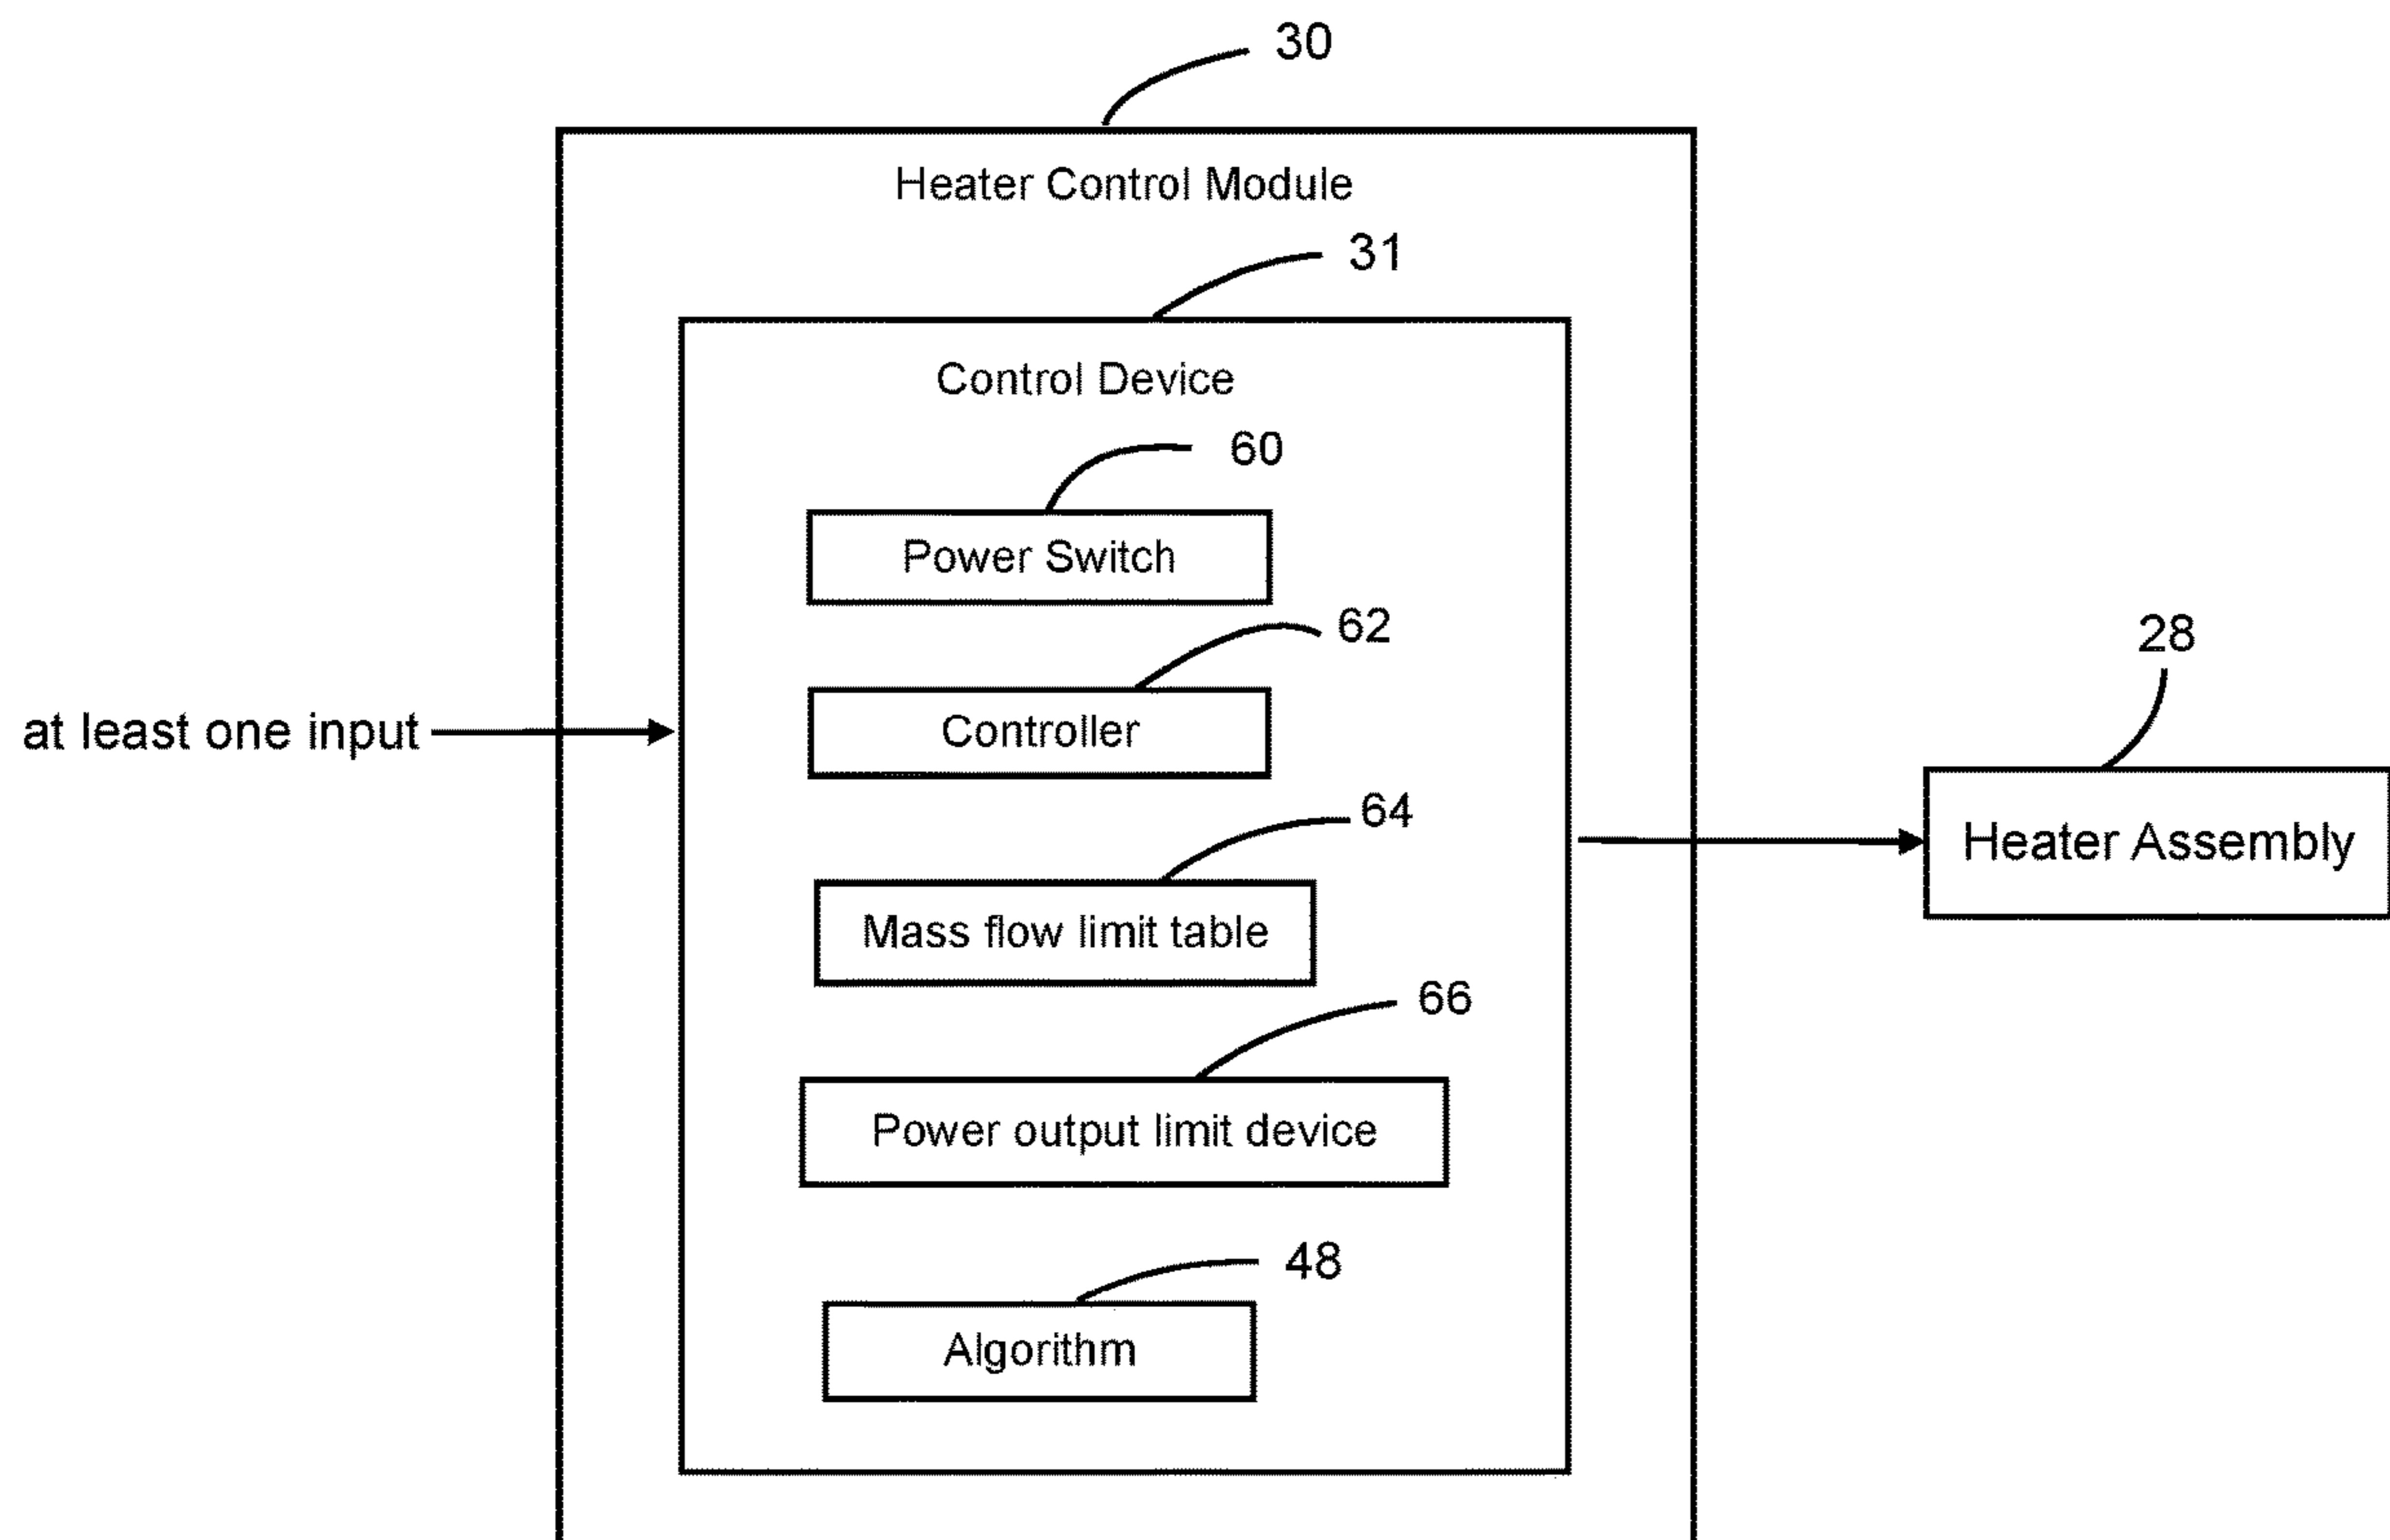 30
Heater Control Module
31
Control Device
60
Power Switch
62
Controller
at least one input
28
64
Heater Assembly
Mass flow limit table
66
Power output limit device
48
Algorithm